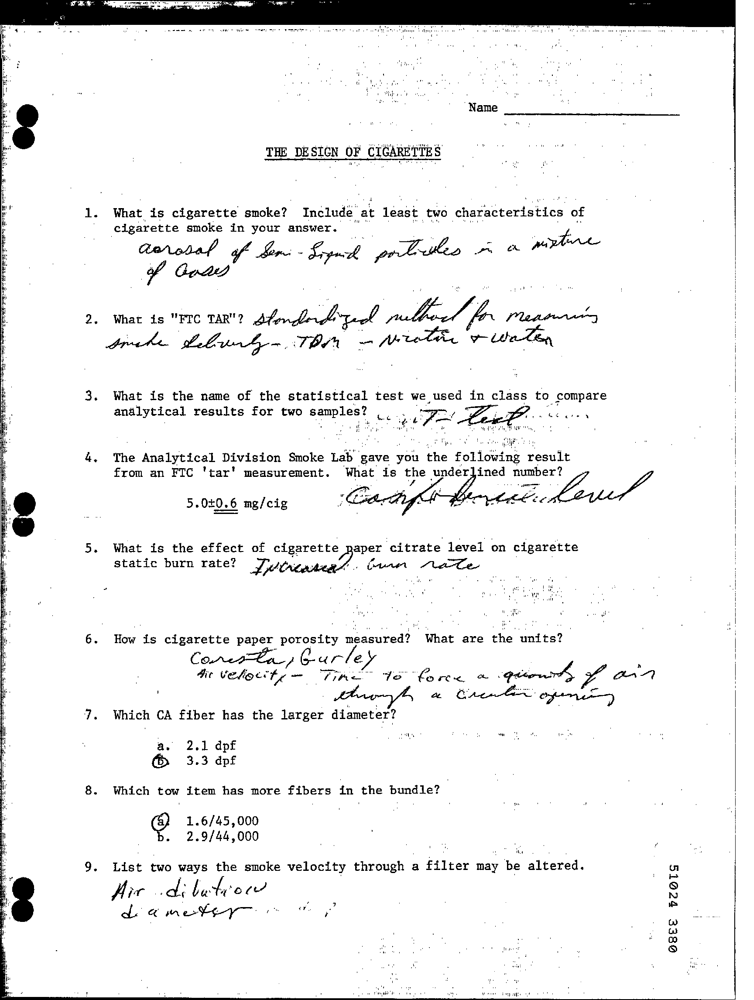 Name
THE DESIGN OF CIGARETTES
1. What is cigarette smoke? Include at least two characteristics of
cigarette smoke in your answer.
aerosol of Semi-Liquid particles in a mixture
of Gases
2. What is "FTC TAR"? Standardized method for measuring
smoke delivery - TPM - Nicotine + water
3. What is the name of the statistical test we used in class to compare
analytical results for two samples? T-Test
4. The Analytical Division Smoke Lab gave you the following result
from an FTC 'tar' measurement. What is the underlined number?
5.0±0.6 mg/cig Level
5. What is the effect of cigarette paper citrate level on cigarette
static burn rate? Increased burn rate
6. How is cigarette paper porosity measured? What are the units?
Coresta, Gurley
Air velocity - Time to force a quantity of air
through a opening
7. Which CA fiber has the larger diameter?
a. 2.1 dpf
b. 3.3 dpf
8. Which tow item has more fibers in the bundle?
a. 1.6/45,000
b. 2.9/44,000
9. List two ways the smoke velocity through a filter may be altered.
Air dilution
diameter
51024 3380